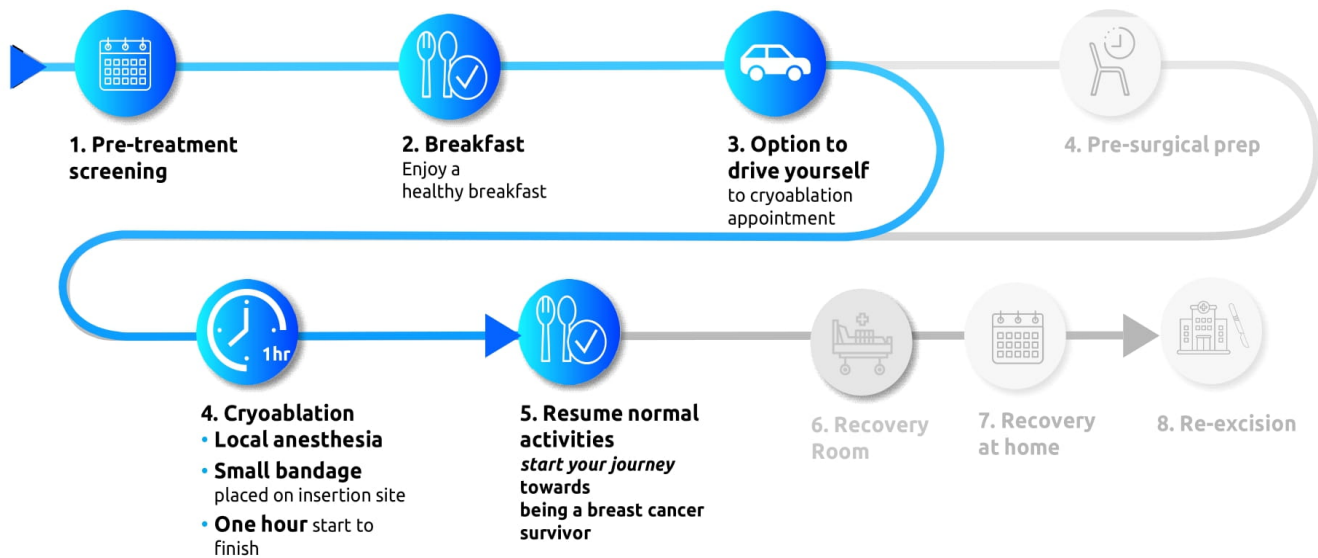 1. Pre-treatment
screening
2. Breakfast
Enjoy a
healthy breakfast
3. Option to
drive yourself
to cryoablation
appointment
4. Pre-surgical prep
1hr
4. Cryoablation
• Local anesthesia
• Small bandage
placed on insertion site
• One hour start to
finish
5. Resume normal
activities
start your journey
towards
being a breast cancer
survivor
6. Recovery
Room
7. Recovery
at home
8. Re-excision